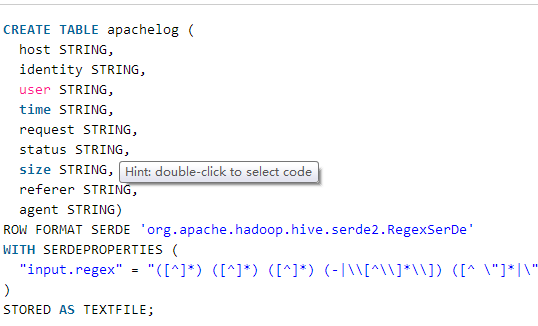 CREATE TABLE apachelog (
  host STRING,
  identity STRING,
  user STRING,
  time STRING,
  request STRING,
  status STRING,
  size STRING,
Hint: double-click to select code
  referer STRING,
  agent STRING)
ROW FORMAT SERDE 'org.apache.hadoop.hive.serde2.RegexSerDe'
WITH SERDEPROPERTIES (
  "input.regex" = "([^]*) ([^]*) ([^]*) (-|\\[^\\]*\\]) ([^ \"]*|\"
)
STORED AS TEXTFILE;